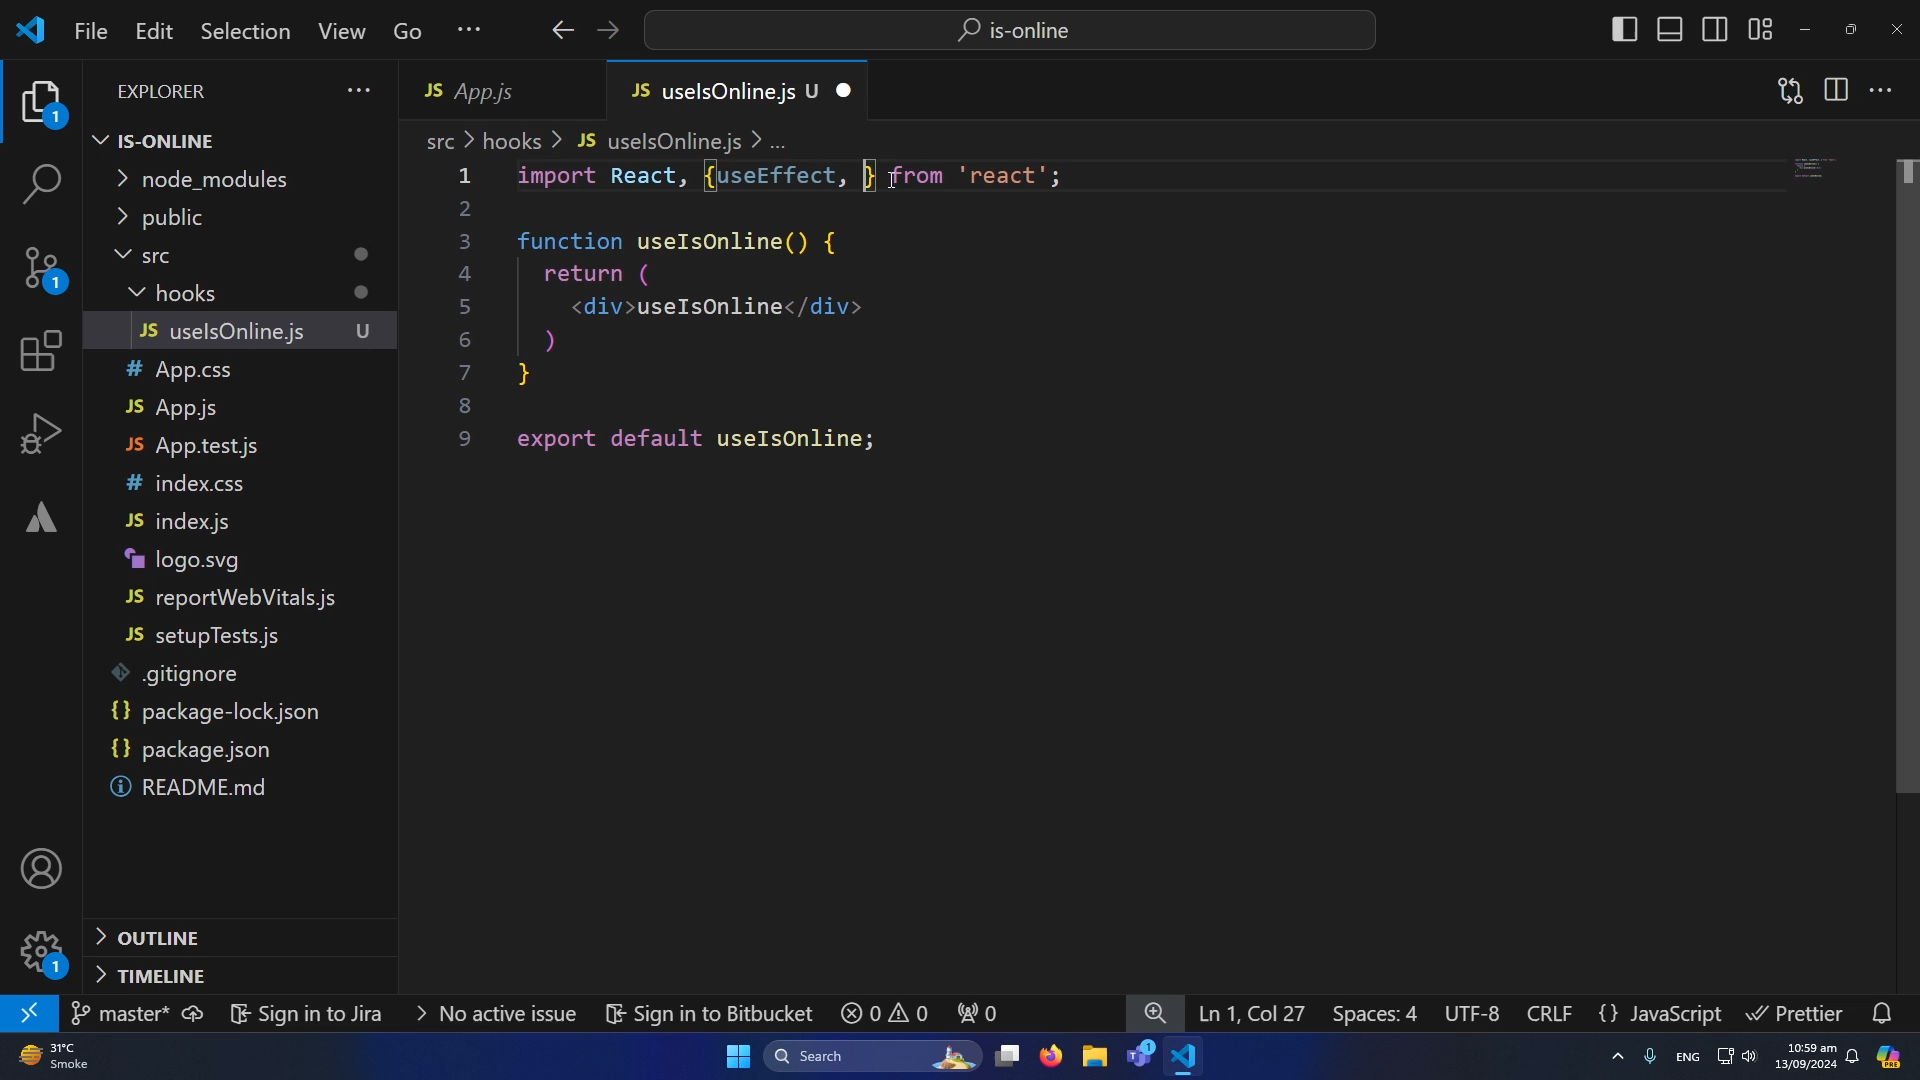 File Edit Selection View Go ···
is-online
EXPLORER ···
JS App.js
JS useIsOnline.js U
src > hooks > JS useIsOnline.js > ...
IS-ONLINE
node_modules
public
src
hooks
JS useIsOnline.js U
# App.css
JS App.js
JS App.test.js
# index.css
JS index.js
logo.svg
JS reportWebVitals.js
JS setupTests.js
.gitignore
{} package-lock.json
{} package.json
README.md
OUTLINE
TIMELINE
1
1
1
1 import React, {useEffect, } from 'react';
2
3 function useIsOnline() {
4 return (
5 <div>useIsOnline</div>
6 )
7 }
8
9 export default useIsOnline;
master* Sign in to Jira > No active issue Sign in to Bitbucket 0 0 0 Ln 1, Col 27 Spaces: 4 UTF-8 CRLF {} JavaScript Prettier
31°C
Smoke
Search
1
ENG
10:59 am
13/09/2024
PRE